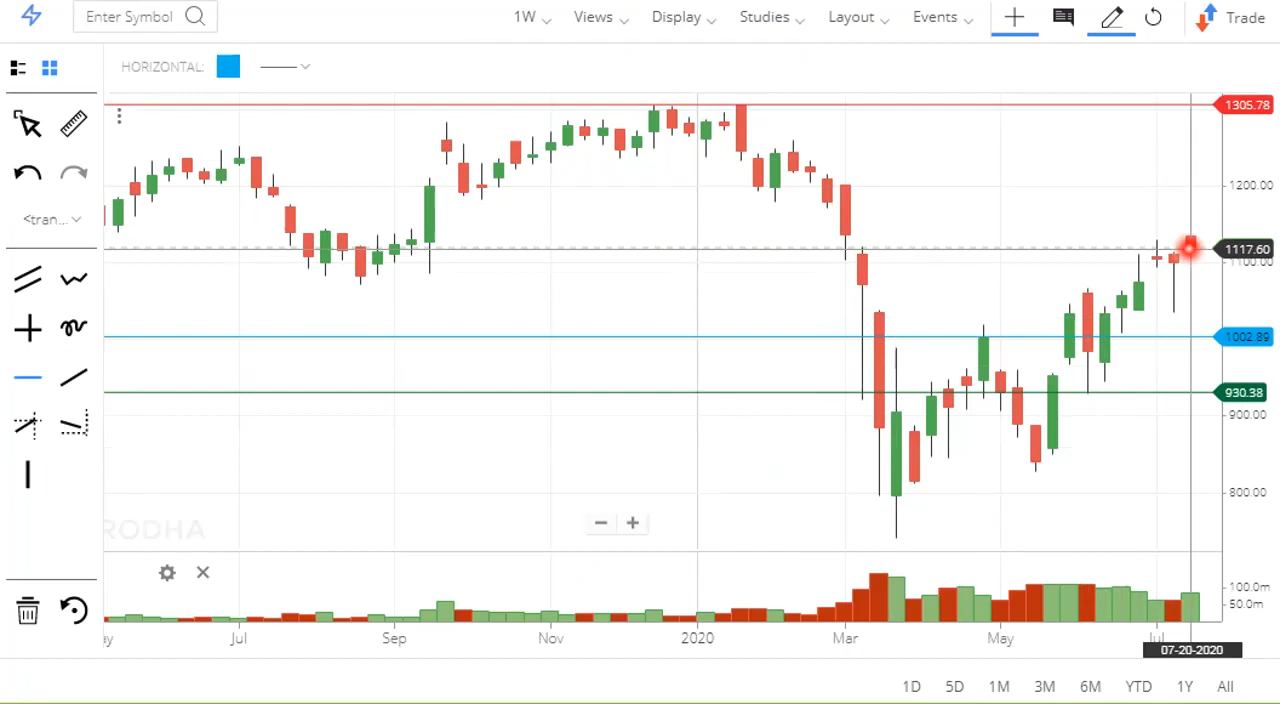 Enter Symbol 1W Views Display Studies Layout Events Trade
HORIZONTAL:
<tran...
1305.78
1200.00
1117.60
1100.00
1002.89
930.38
900.00
800.00
RODHA
100.0m
50.0m
Jul Sep Nov 2020 Mar May Jul
07-20-2020
1D 5D 1M 3M 6M YTD 1Y All